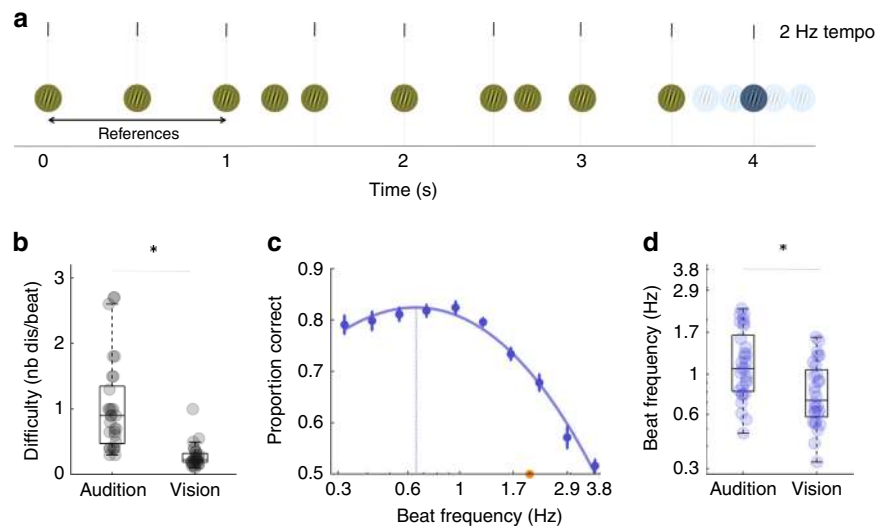 a
2 Hz tempo
References
0 1 2 3 4
Time (s)
b
*
3
2
1
0
Difficulty (nb dis/beat)
Audition Vision
c
0.9
0.8
0.7
0.6
0.5
Proportion correct
0.3 0.6 1 1.7 2.9 3.8
Beat frequency (Hz)
d
*
3.8
2.9
1.7
1
0.6
0.3
Beat frequency (Hz)
Audition Vision